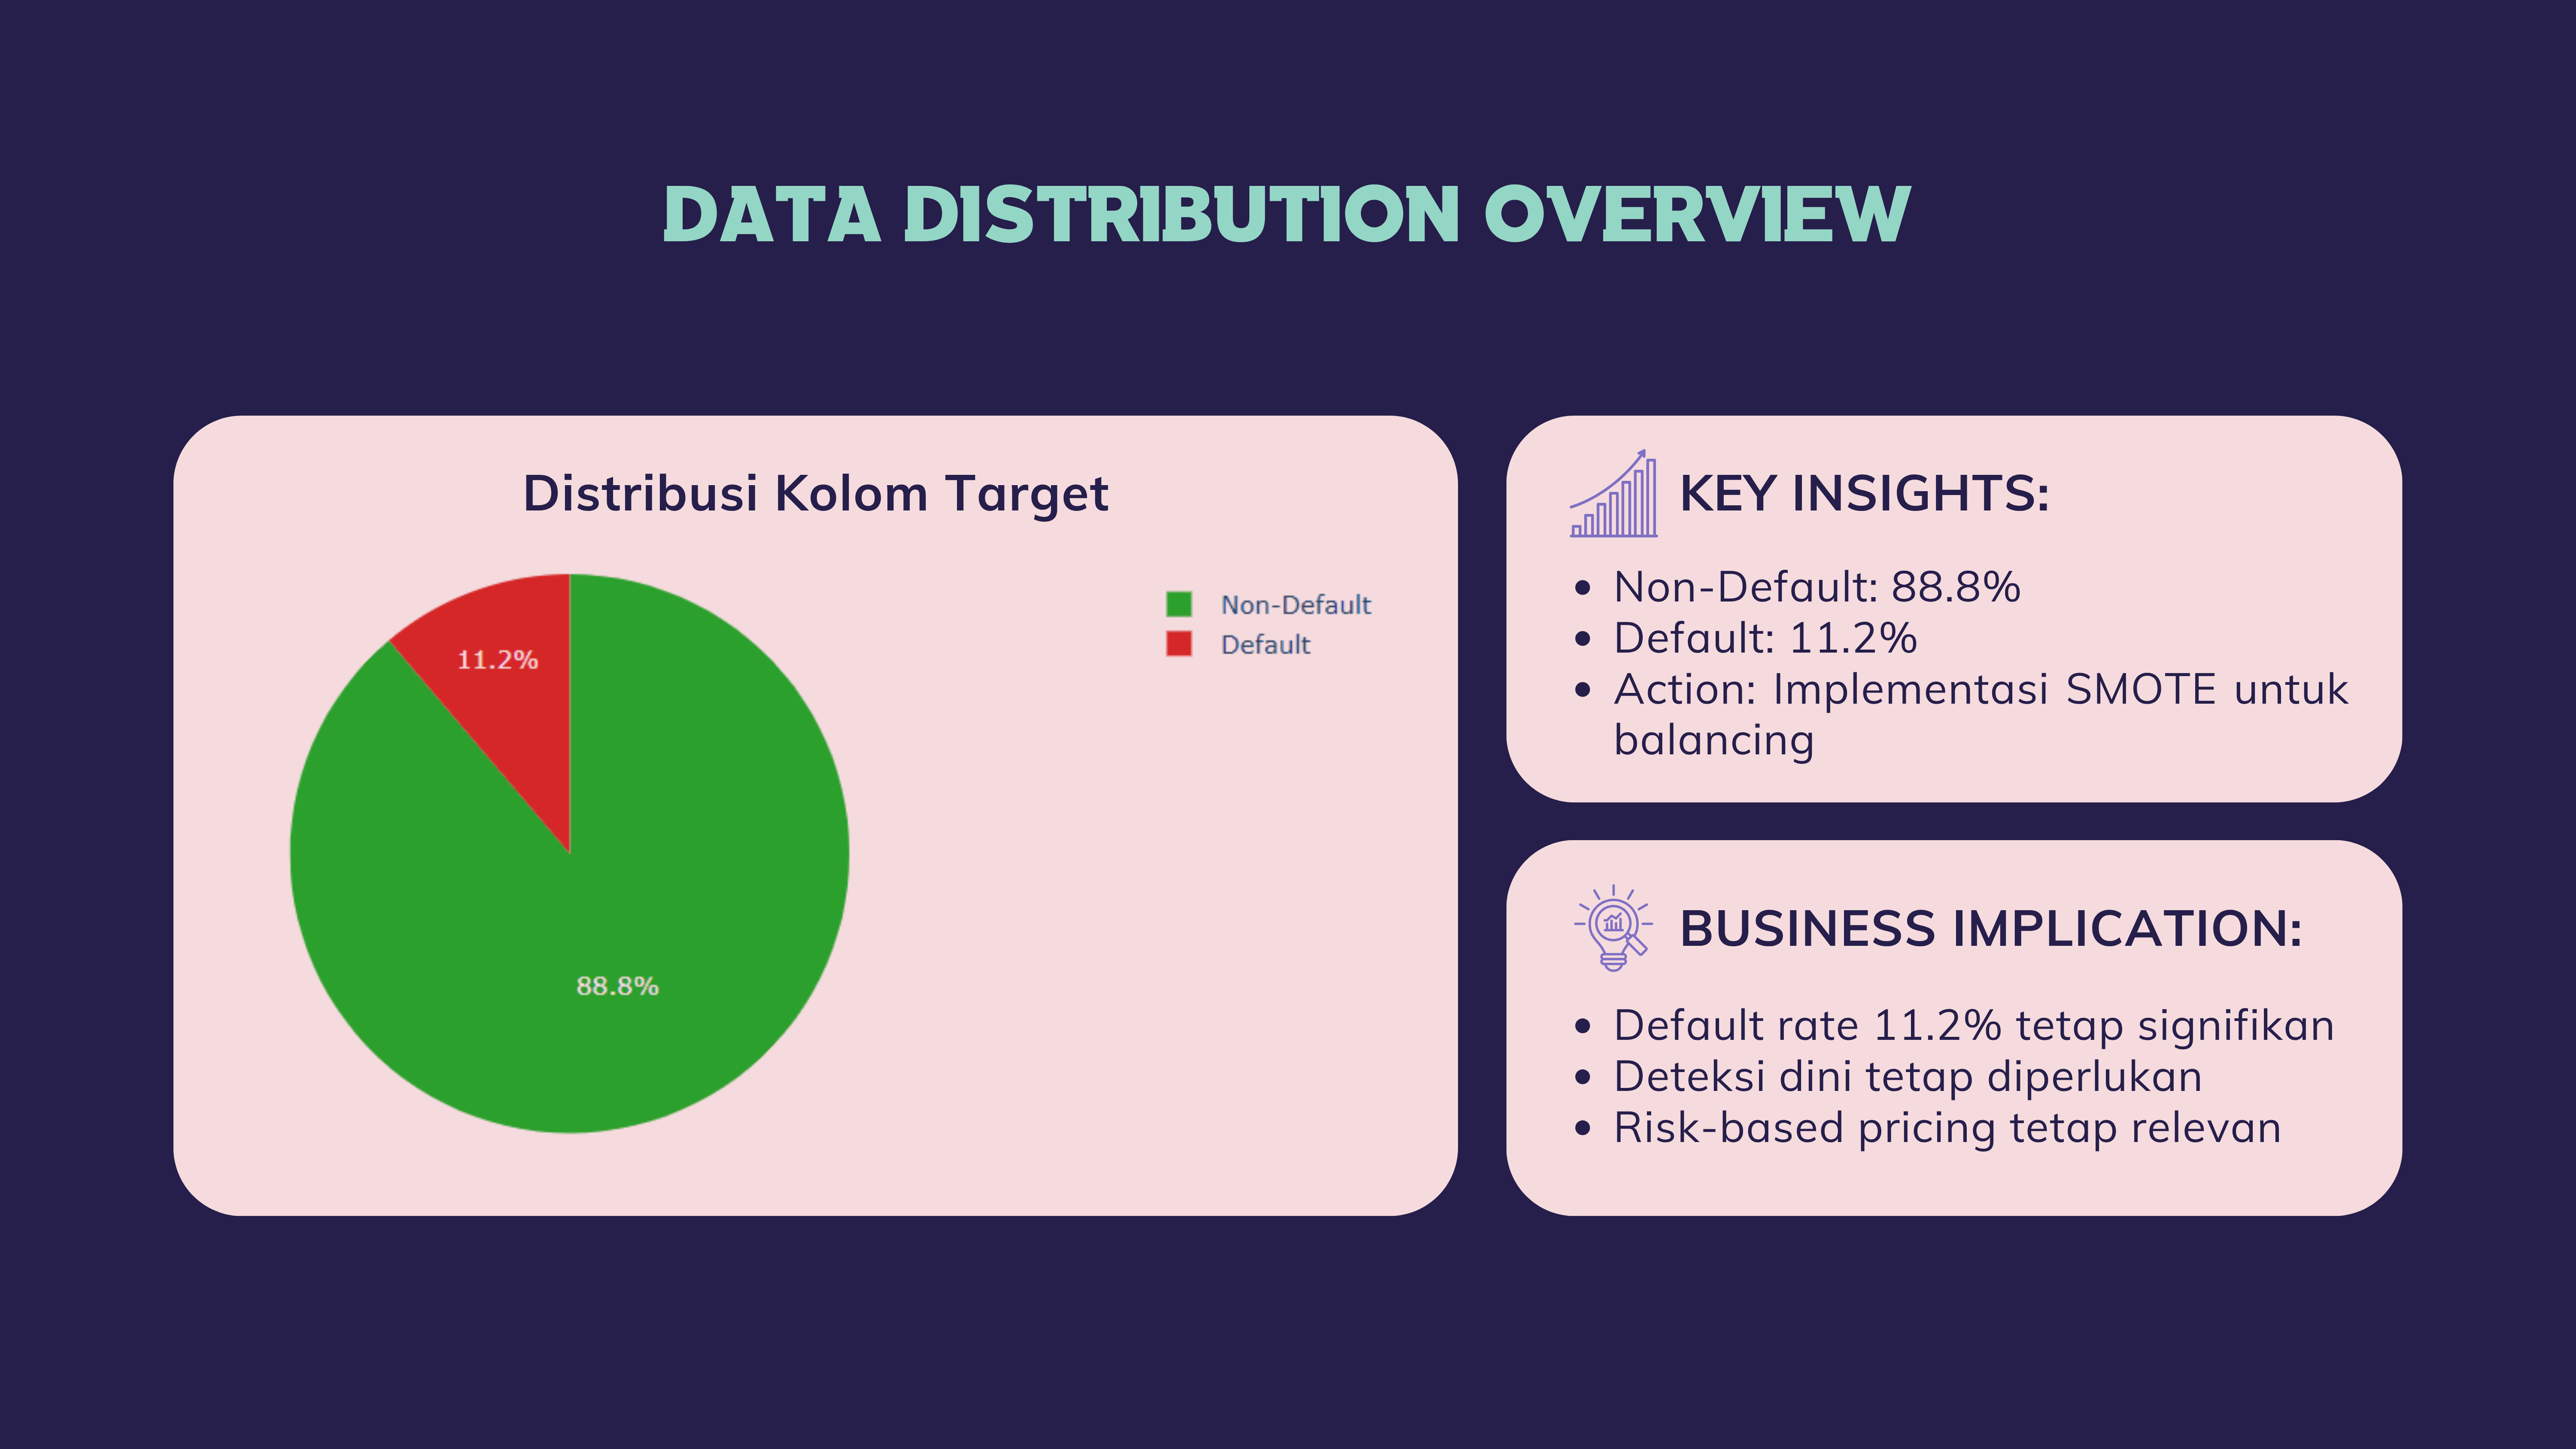 DATA DISTRIBUTION OVERVIEW
Distribusi Kolom Target
11.2%
88.8%
Non-Default
Default
KEY INSIGHTS:
• Non-Default: 88.8%
• Default: 11.2%
• Action: Implementasi SMOTE untuk
balancing
BUSINESS IMPLICATION:
• Default rate 11.2% tetap signifikan
• Deteksi dini tetap diperlukan
• Risk-based pricing tetap relevan